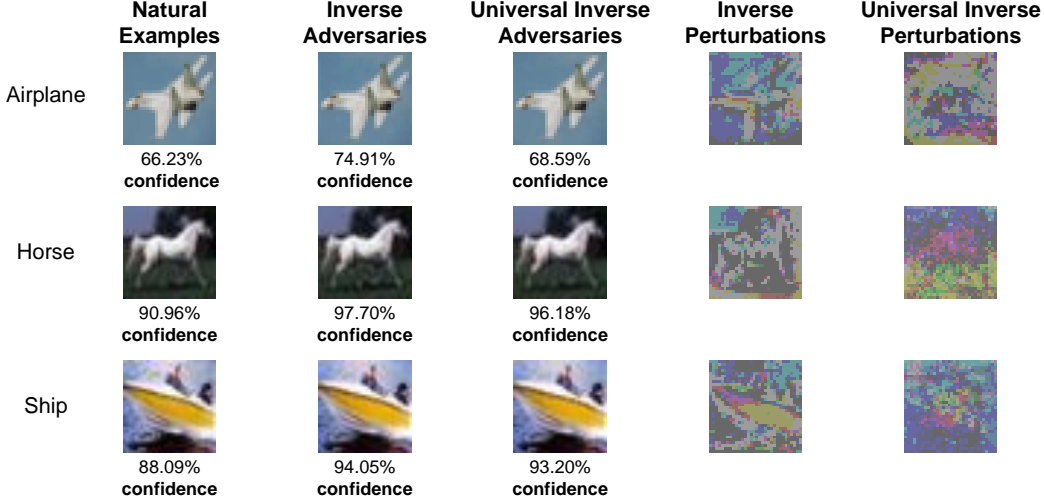 Natural Examples
Inverse Adversaries
Universal Inverse Adversaries
Inverse Perturbations
Universal Inverse Perturbations
Airplane
66.23% confidence
74.91% confidence
68.59% confidence
Horse
90.96% confidence
97.70% confidence
96.18% confidence
Ship
88.09% confidence
94.05% confidence
93.20% confidence